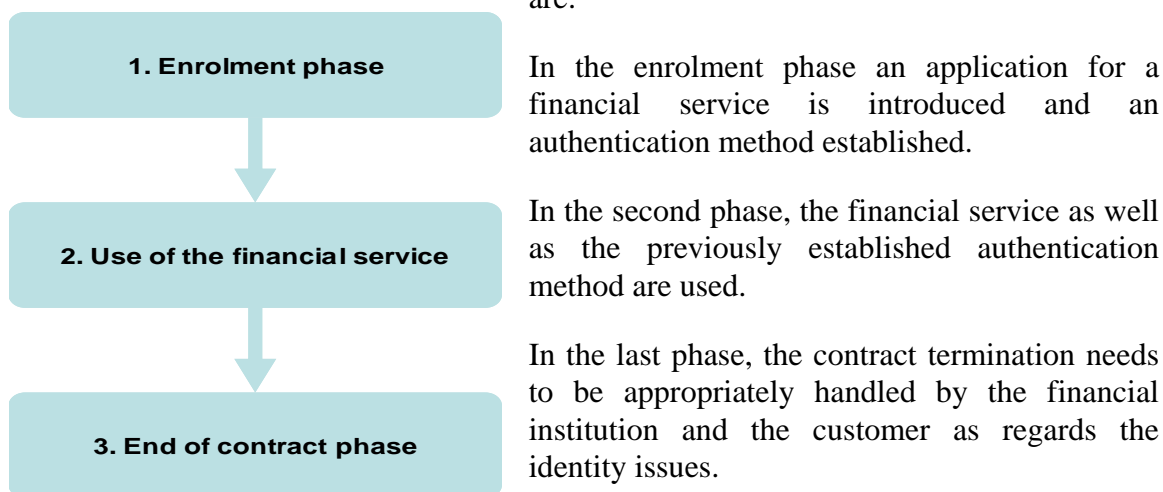 are.
1. Enrolment phase
In the enrolment phase an application for a
financial service is introduced and an
authentication method established.
2. Use of the financial service
In the second phase, the financial service as well
as the previously established authentication
method are used.
3. End of contract phase
In the last phase, the contract termination needs
to be appropriately handled by the financial
institution and the customer as regards the
identity issues.